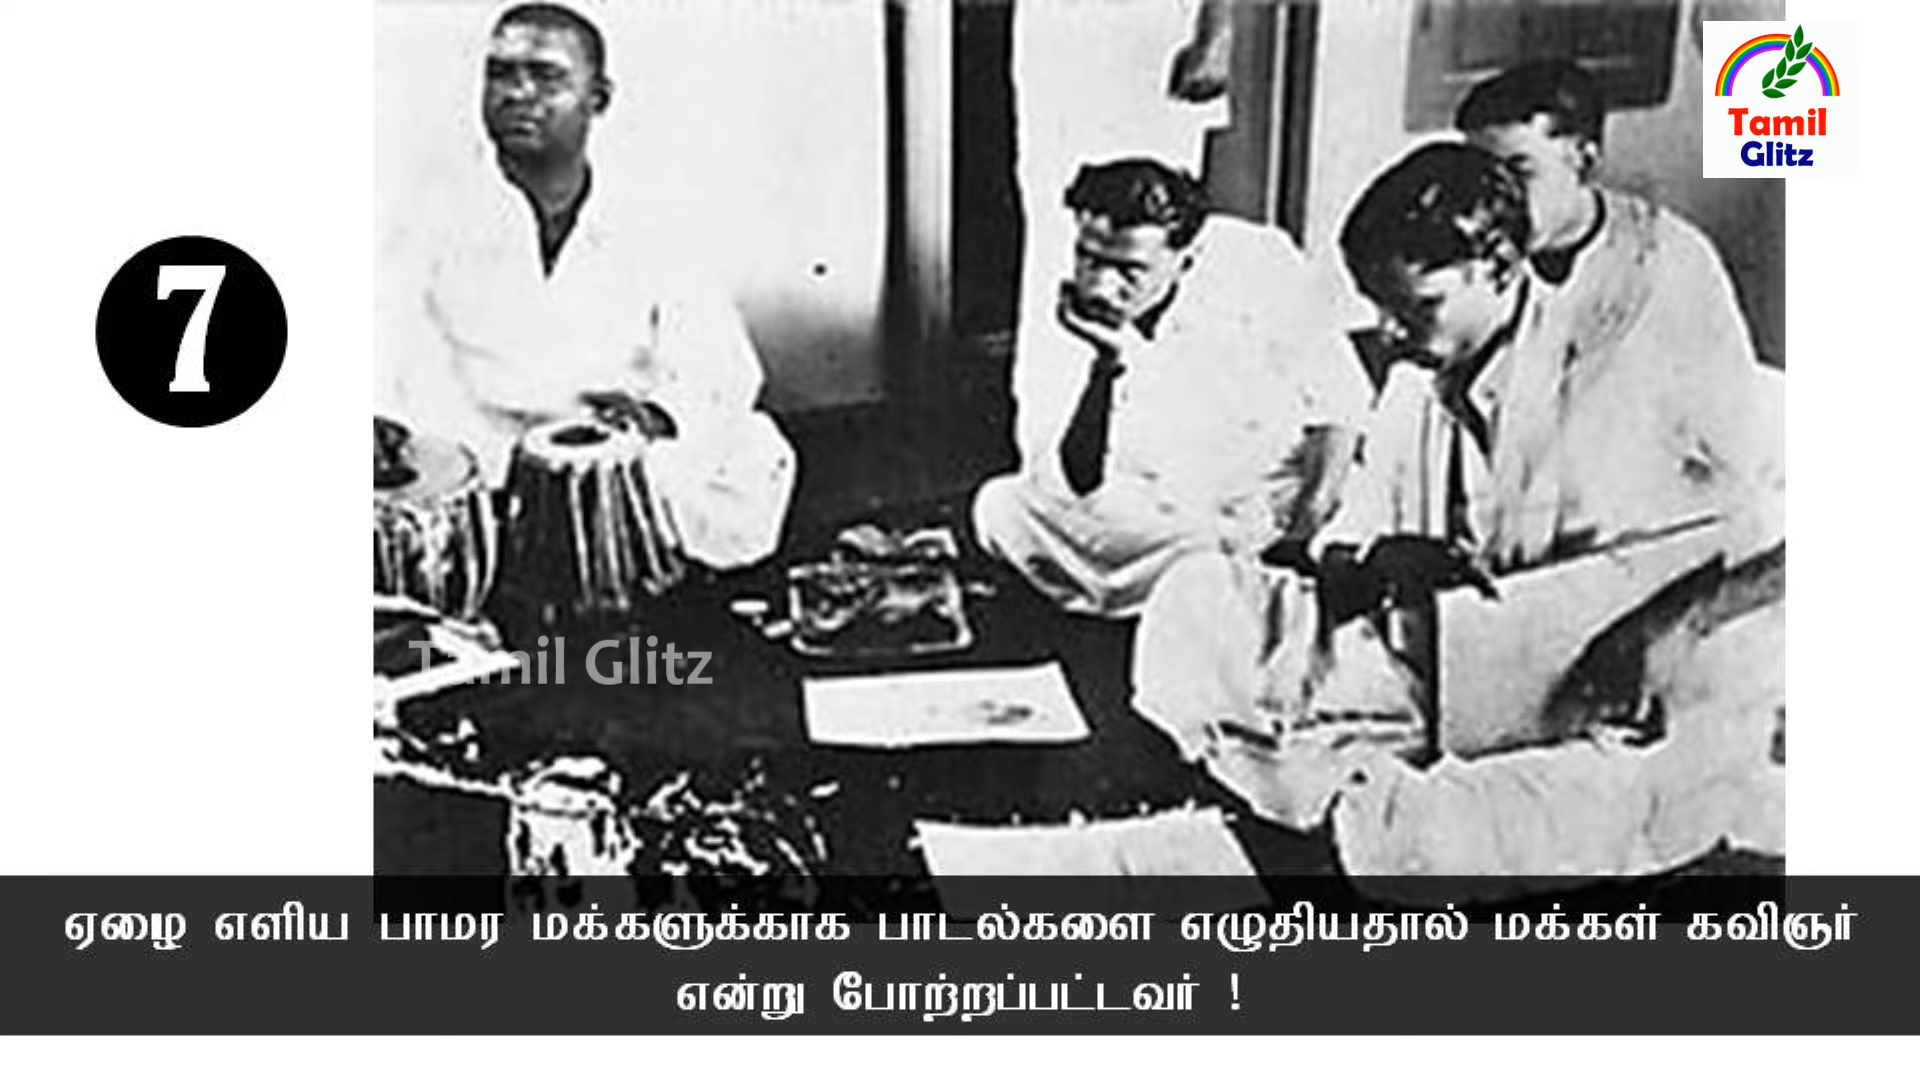 Tamil
Glitz
7
Tamil Glitz
ஏழை எளிய பாமர மக்களுக்காக பாடல்களை எழுதியதால் மக்கள் கவிஞர்
என்று போற்றப்பட்டவர் !